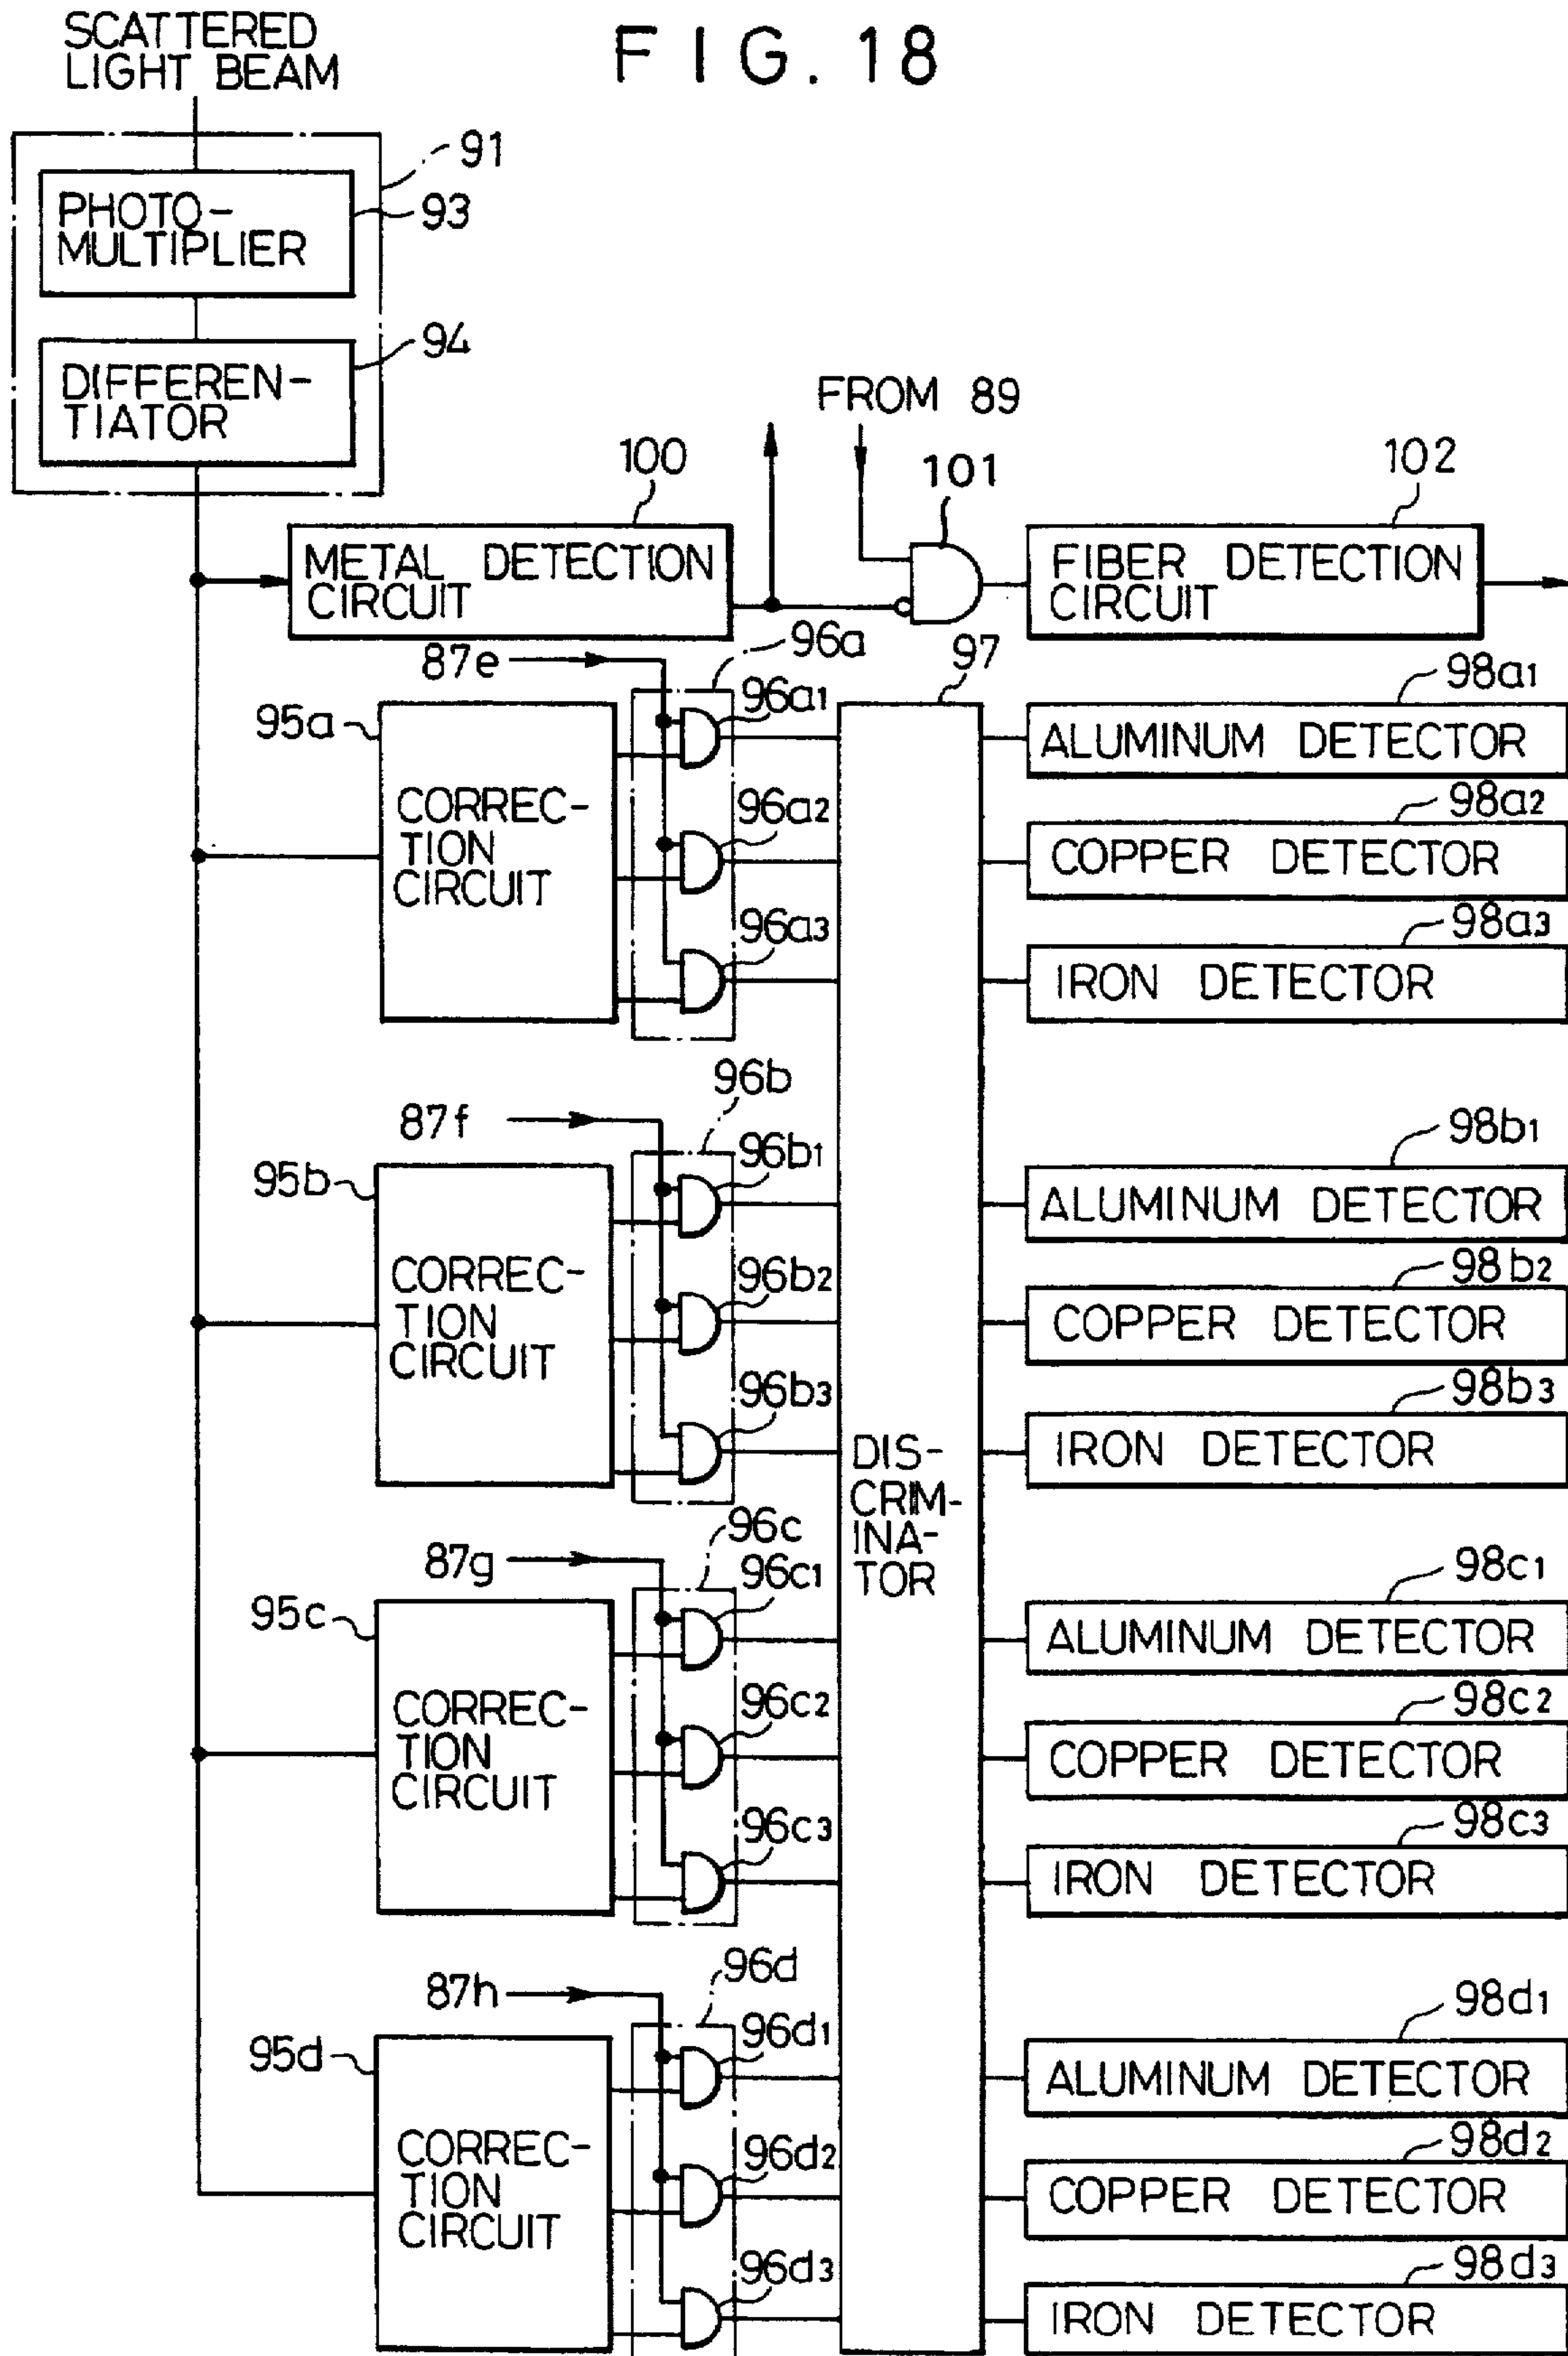 FIG. 18
SCATTERED
LIGHT BEAM
91
PHOTO-
MULTIPLIER
93
DIFFEREN-
TIATOR
94
FROM 89
100
101
102
METAL DETECTION
CIRCUIT
FIBER DETECTION
CIRCUIT
87e
96a
97
95a
CORREC-
TION
CIRCUIT
96a1
96a2
96a3
98a1
ALUMINUM DETECTOR
98a2
COPPER DETECTOR
98a3
IRON DETECTOR
87f
96b
95b
CORREC-
TION
CIRCUIT
96b1
96b2
96b3
98b1
ALUMINUM DETECTOR
98b2
COPPER DETECTOR
98b3
IRON DETECTOR
DIS-
CRIM-
INA-
TOR
87g
96c
95c
CORREC-
TION
CIRCUIT
96c1
96c2
96c3
98c1
ALUMINUM DETECTOR
98c2
COPPER DETECTOR
98c3
IRON DETECTOR
87h
96d
95d
CORREC-
TION
CIRCUIT
96d1
96d2
96d3
98d1
ALUMINUM DETECTOR
98d2
COPPER DETECTOR
98d3
IRON DETECTOR